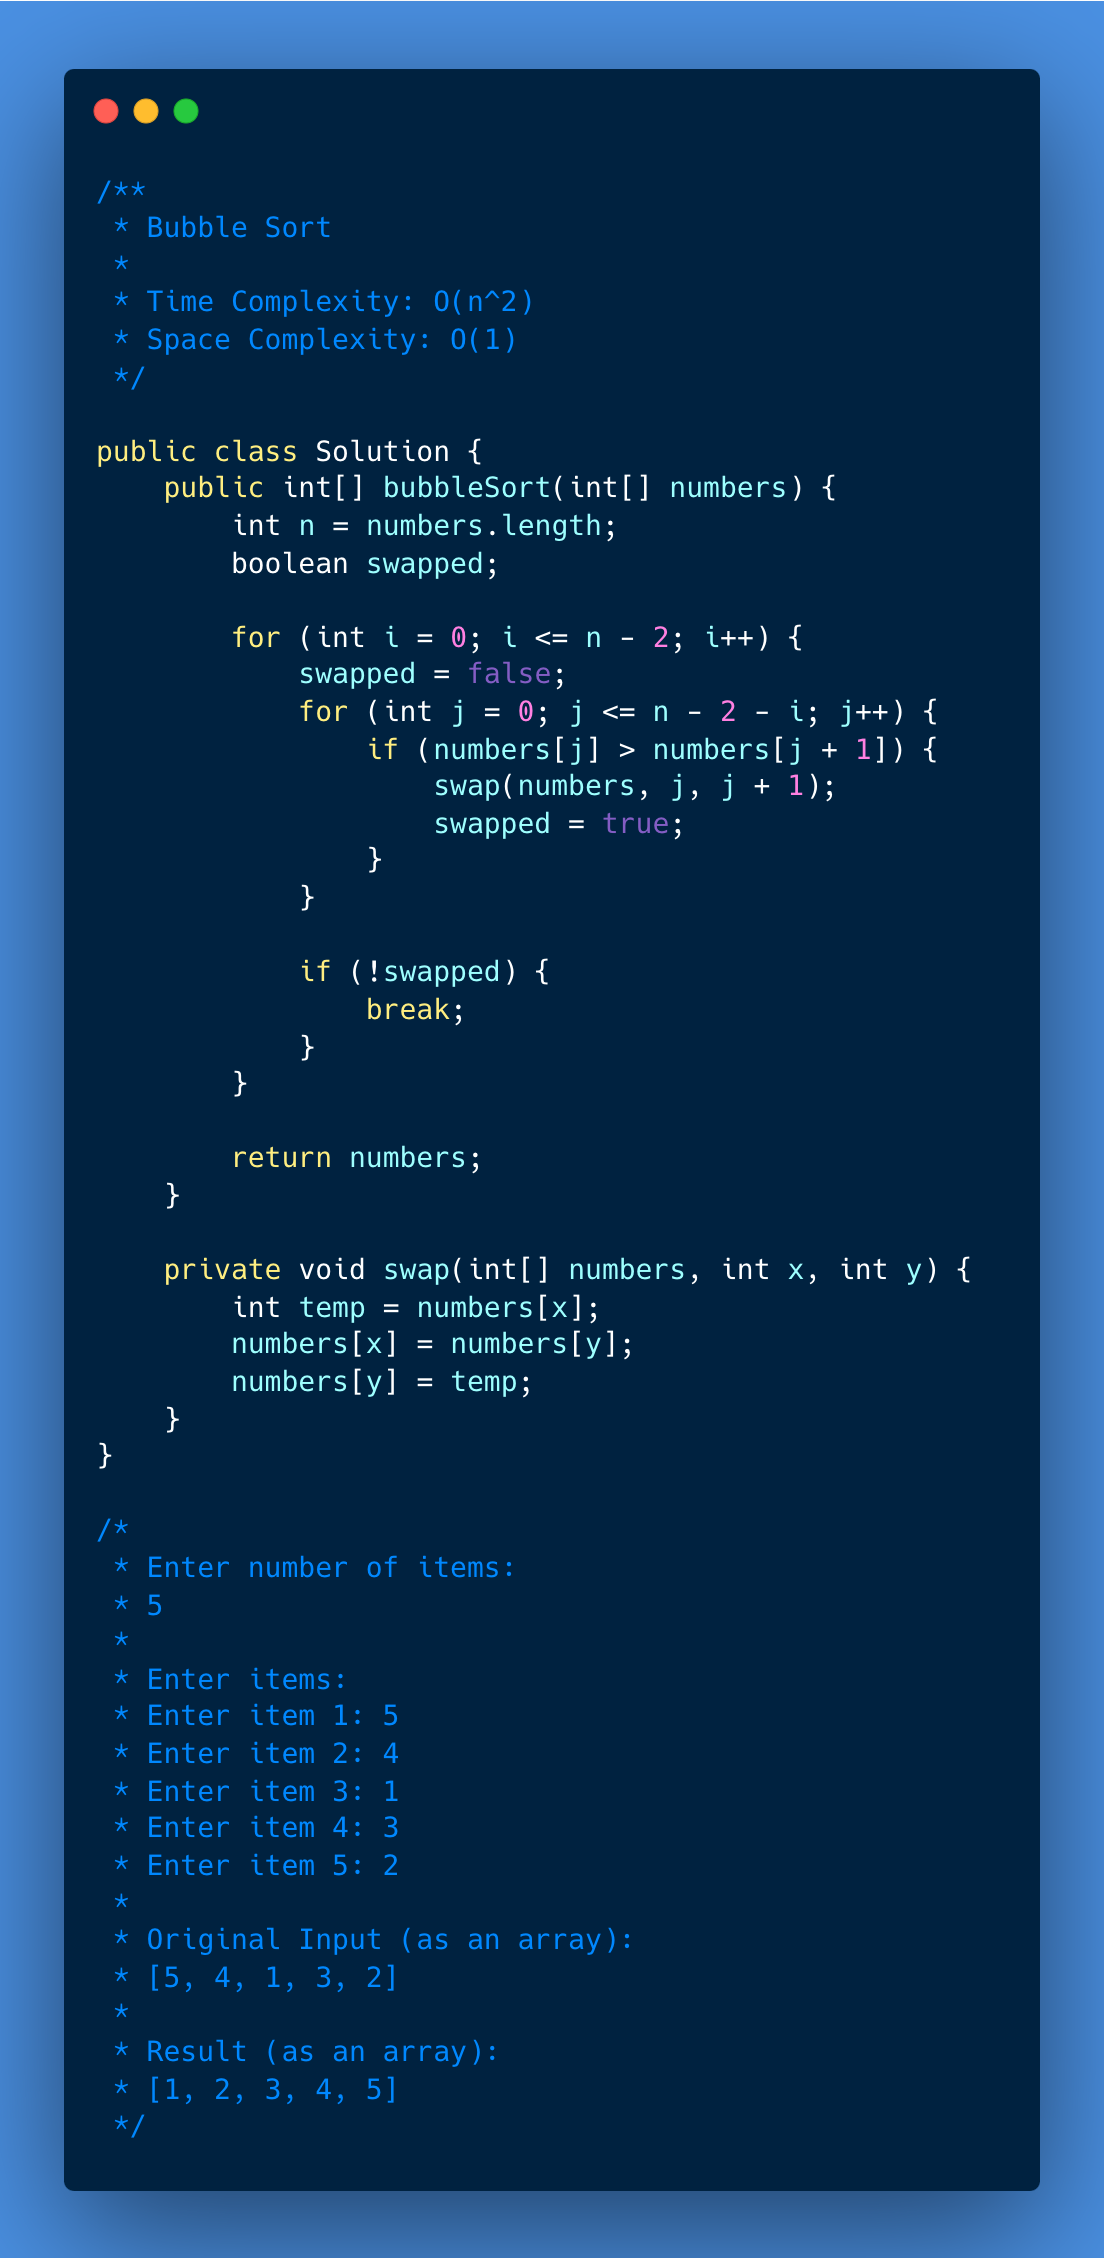 /**
 * Bubble Sort
 *
 * Time Complexity: O(n^2)
 * Space Complexity: O(1)
 */

public class Solution {
    public int[] bubbleSort(int[] numbers) {
        int n = numbers.length;
        boolean swapped;

        for (int i = 0; i <= n - 2; i++) {
            swapped = false;
            for (int j = 0; j <= n - 2 - i; j++) {
                if (numbers[j] > numbers[j + 1]) {
                    swap(numbers, j, j + 1);
                    swapped = true;
                }
            }

            if (!swapped) {
                break;
            }
        }

        return numbers;
    }

    private void swap(int[] numbers, int x, int y) {
        int temp = numbers[x];
        numbers[x] = numbers[y];
        numbers[y] = temp;
    }
}

/*
 * Enter number of items:
 * 5
 *
 * Enter items:
 * Enter item 1: 5
 * Enter item 2: 4
 * Enter item 3: 1
 * Enter item 4: 3
 * Enter item 5: 2
 *
 * Original Input (as an array):
 * [5, 4, 1, 3, 2]
 *
 * Result (as an array):
 * [1, 2, 3, 4, 5]
 */